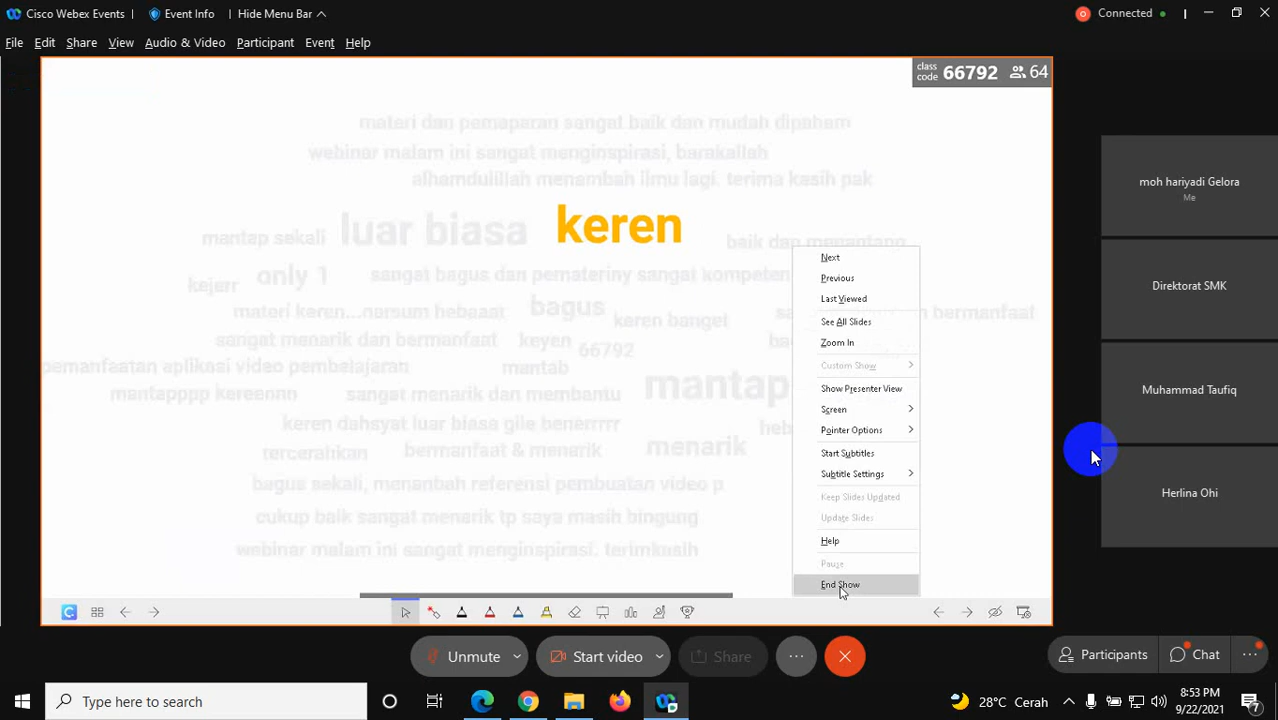 Cisco Webex Events Event Info Hide Menu Bar Connected
File Edit Share View Audio & Video Participant Event Help
class code 66792 64
materi dan pemaparan sangat baik dan mudah dipaham
webinar malam ini sangat menginspirasi, barakallah
alhamdulillah menambah ilmu lagi. terima kasih pak
luar biasa keren
mantap sekali baik dan menantang
kejerr only 1 sangat bagus dan pemateriny sangat kompeten
materi keren...nersum hebaaat bagus keren banget bermanfaat
sangat menarik dan bermanfaat keyen 66792
pemanfaatan aplikasi video pembelajaran mantab
mantapppp kereennn sangat menarik dan membantu mantapp
keren dahsyat luar biasa gile benerrrr
tercerahkan bermanfaat & menarik menarik
bagus sekali, menanbah referensi pembuatan video p
cukup baik sangat menarik tp saya masih bingung
webinar malam ini sangat menginspirasi. terimkasih
Next
Previous
Last Viewed
See All Slides
Zoom In
Custom Show
Show Presenter View
Screen
Pointer Options
Start Subtitles
Subtitle Settings
Keep Slides Updated
Update Slides
Help
Pause
End Show
moh hariyadi Gelora
Me
Direktorat SMK
Muhammad Taufiq
Herlina Ohi
Unmute Start video Share Participants Chat
Type here to search
28°C Cerah
8:53 PM
9/22/2021
7